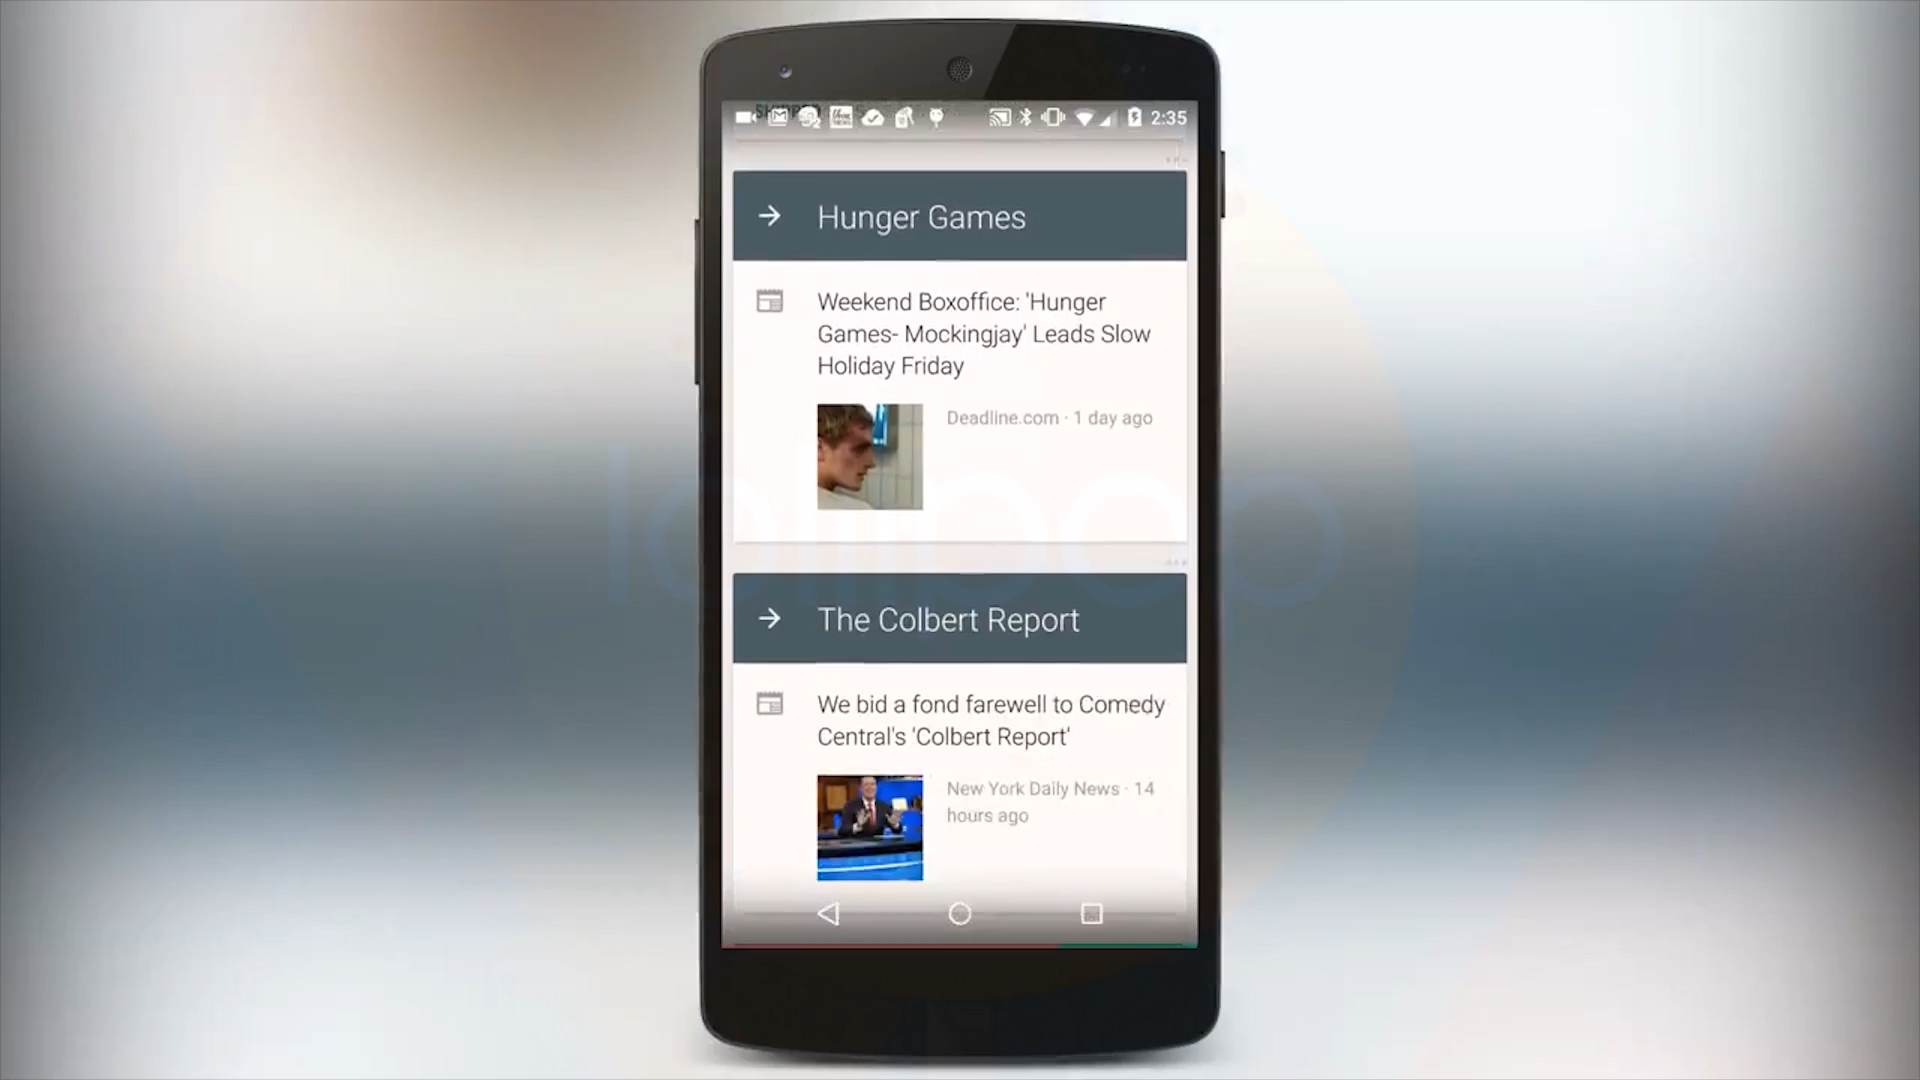 2:35
Hunger Games
Weekend Boxoffice: 'Hunger
Games- Mockingjay' Leads Slow
Holiday Friday
Deadline.com · 1 day ago
lollipop
The Colbert Report
We bid a fond farewell to Comedy
Central's 'Colbert Report'
New York Daily News · 14
hours ago